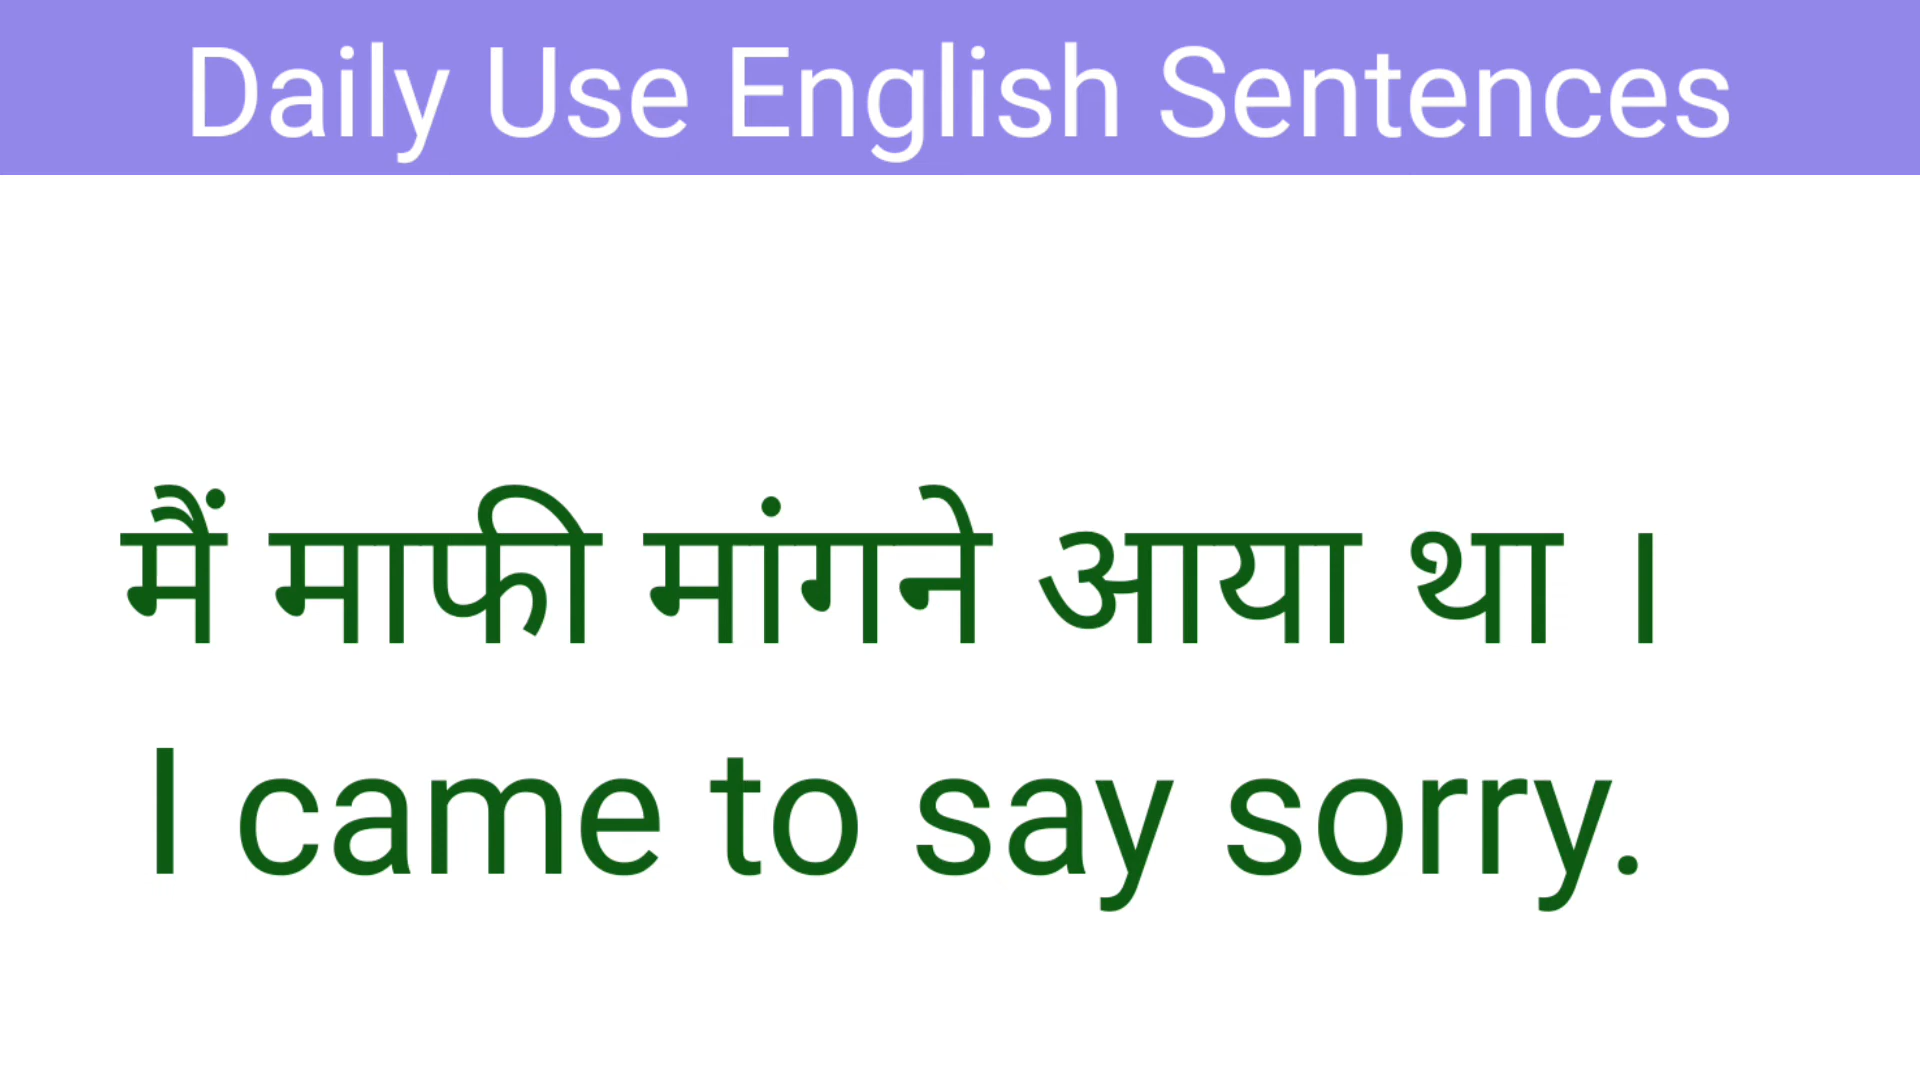 Daily Use English Sentences
मैं माफी मांगने आया था ।
I came to say sorry.